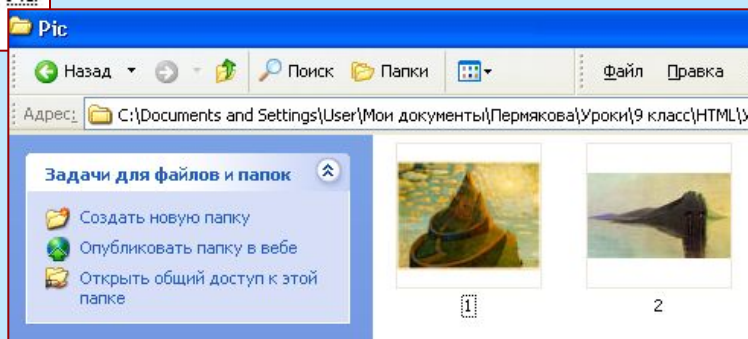 Pic
Назад Поиск Папки Файл Правка
Адрес: C:\Documents and Settings\User\Мои документы\Пермякова\Уроки\9 класс\HTML\
Задачи для файлов и папок
Создать новую папку
Опубликовать папку в вебе
Открыть общий доступ к этой
папке
1 2